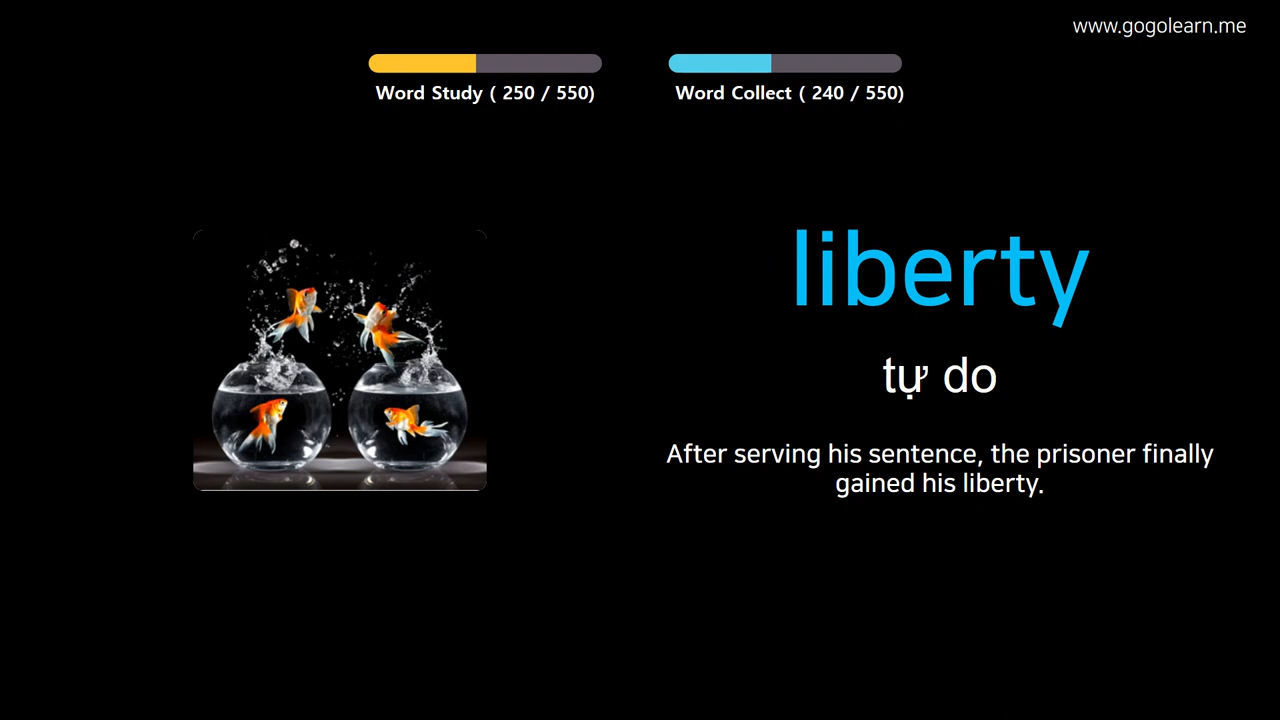 www.gogolearn.me
Word Study ( 250 / 550)
Word Collect ( 240 / 550)
liberty
tự do
After serving his sentence, the prisoner finally
gained his liberty.